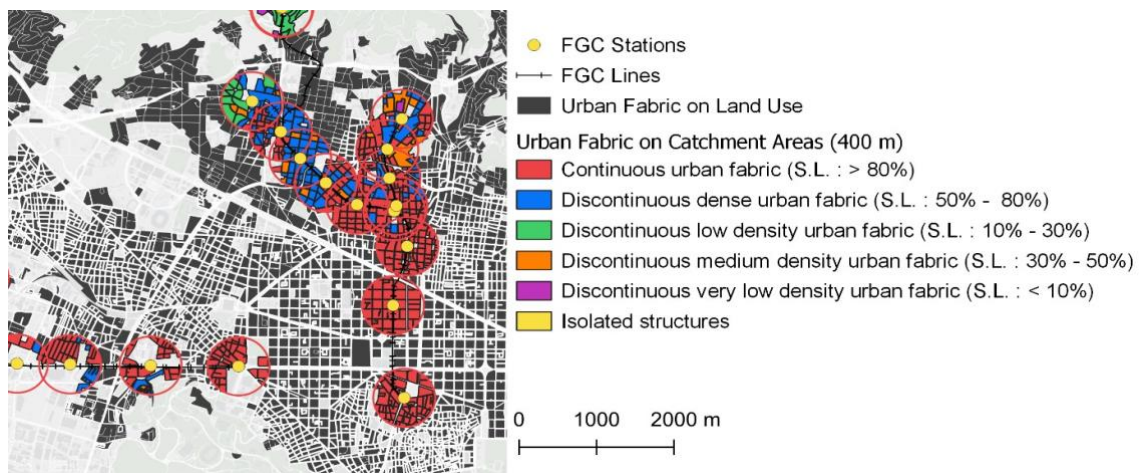 FGC Stations
FGC Lines
Urban Fabric on Land Use
Urban Fabric on Catchment Areas (400 m)
Continuous urban fabric (S.L. : > 80%)
Discontinuous dense urban fabric (S.L. : 50% - 80%)
Discontinuous low density urban fabric (S.L. : 10% - 30%)
Discontinuous medium density urban fabric (S.L. : 30% - 50%)
Discontinuous very low density urban fabric (S.L. : < 10%)
Isolated structures
0 1000 2000 m